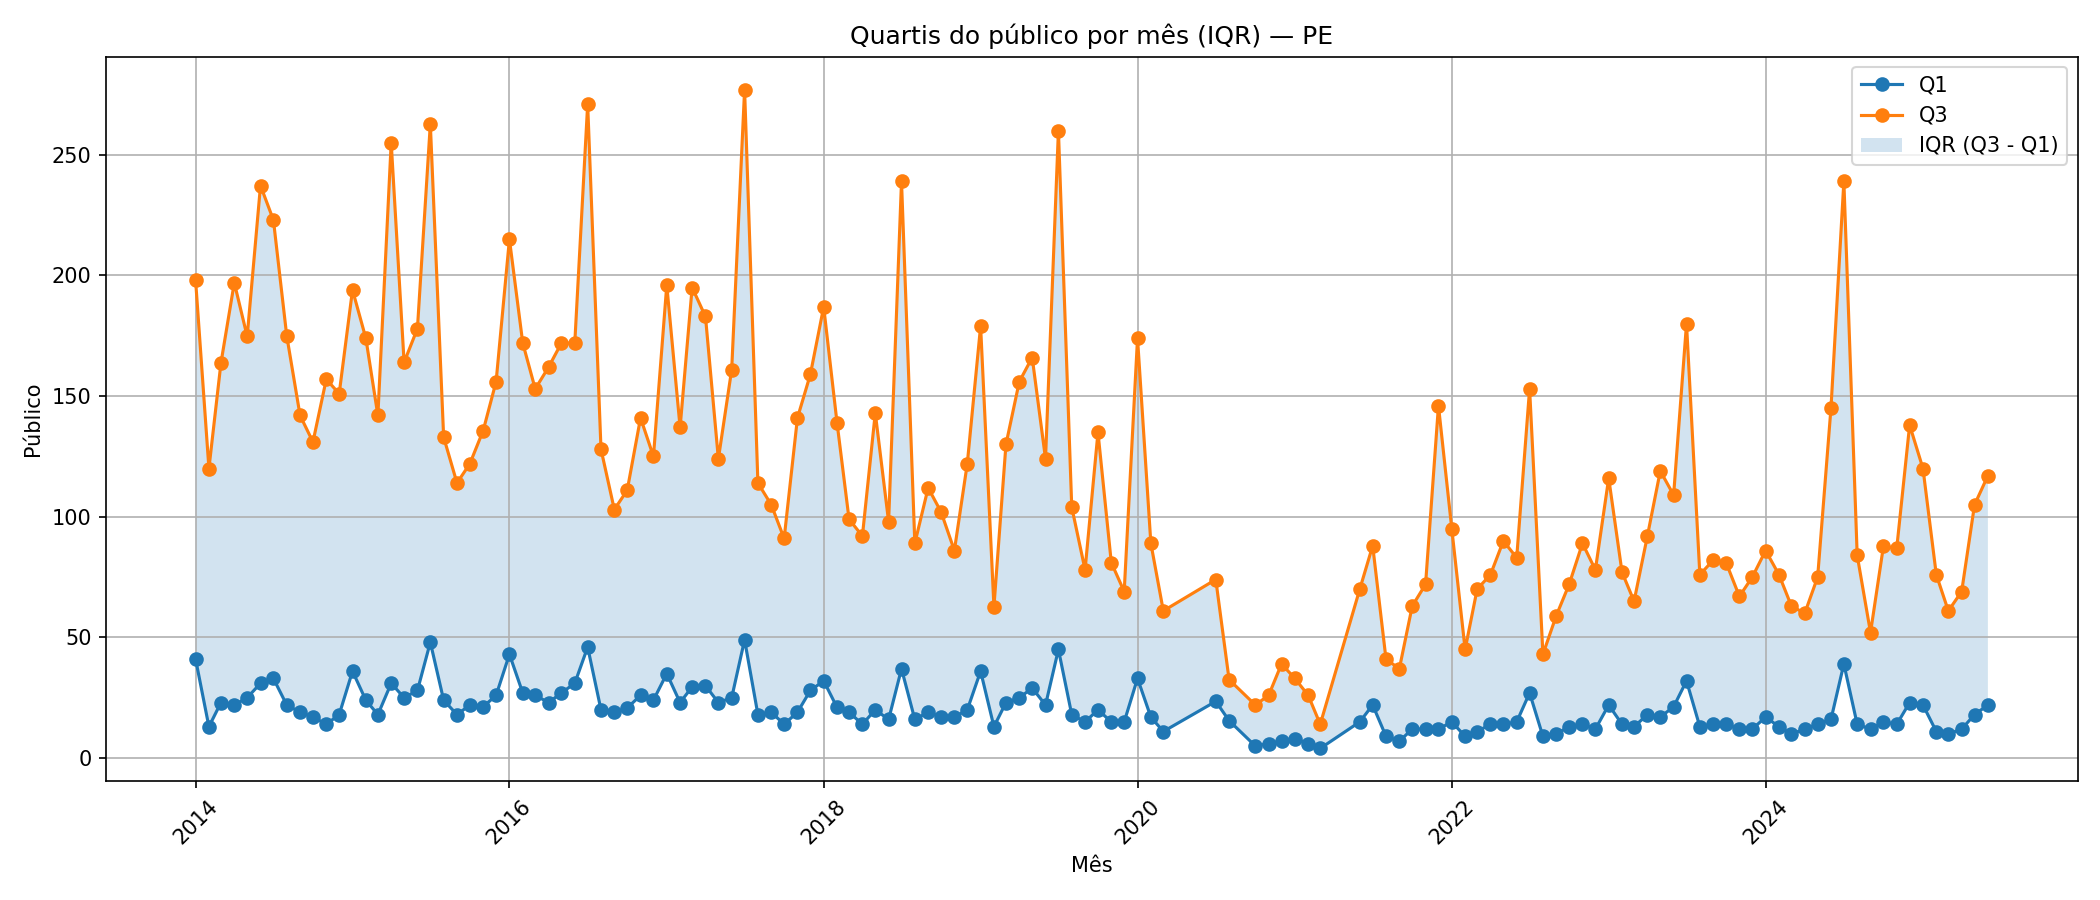 Quartis do público por mês (IQR) — PE
Q1
Q3
IQR (Q3 - Q1)
Público
250
200
150
100
50
0
2014
2016
2018
2020
2022
2024
Mês